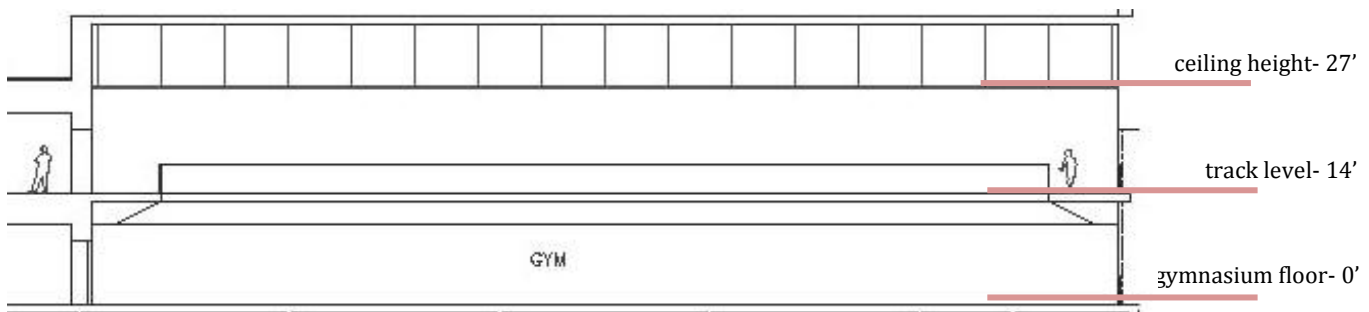 ceiling height- 27’
track level- 14’
GYM
gymnasium floor- 0’